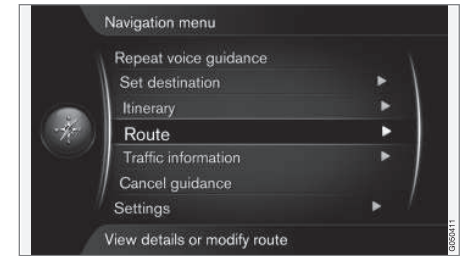 Navigation menu
Repeat voice guidance
Set destination
Itinerary
Route
Traffic information
Cancel guidance
Settings
View details or modify route
G050411